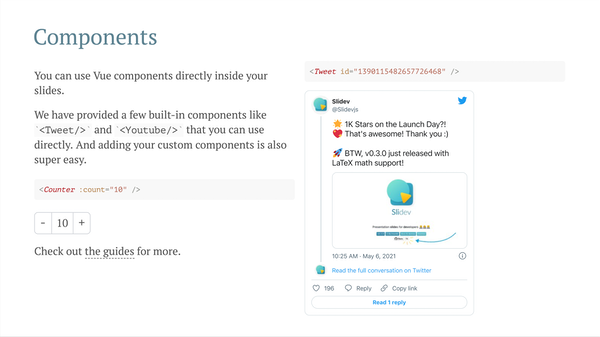 Components
You can use Vue components directly inside your
slides.
We have provided a few built-in components like
`<Tweet/>` and `<Youtube/>` that you can use
directly. And adding your custom components is also
super easy.
<Counter :count="10" />
- 10 +
Check out the guides for more.
<Tweet id="1390115482657726468" />
Slidev
@Slidevjs
🌟 1K Stars on the Launch Day?!
💖 That's awesome! Thank you :)
🚀 BTW, v0.3.0 just released with
LaTeX math support!
Slidev
Presentation slides for developers
10:25 AM · May 6, 2021
Read the full conversation on Twitter
196 Reply Copy link
Read 1 reply